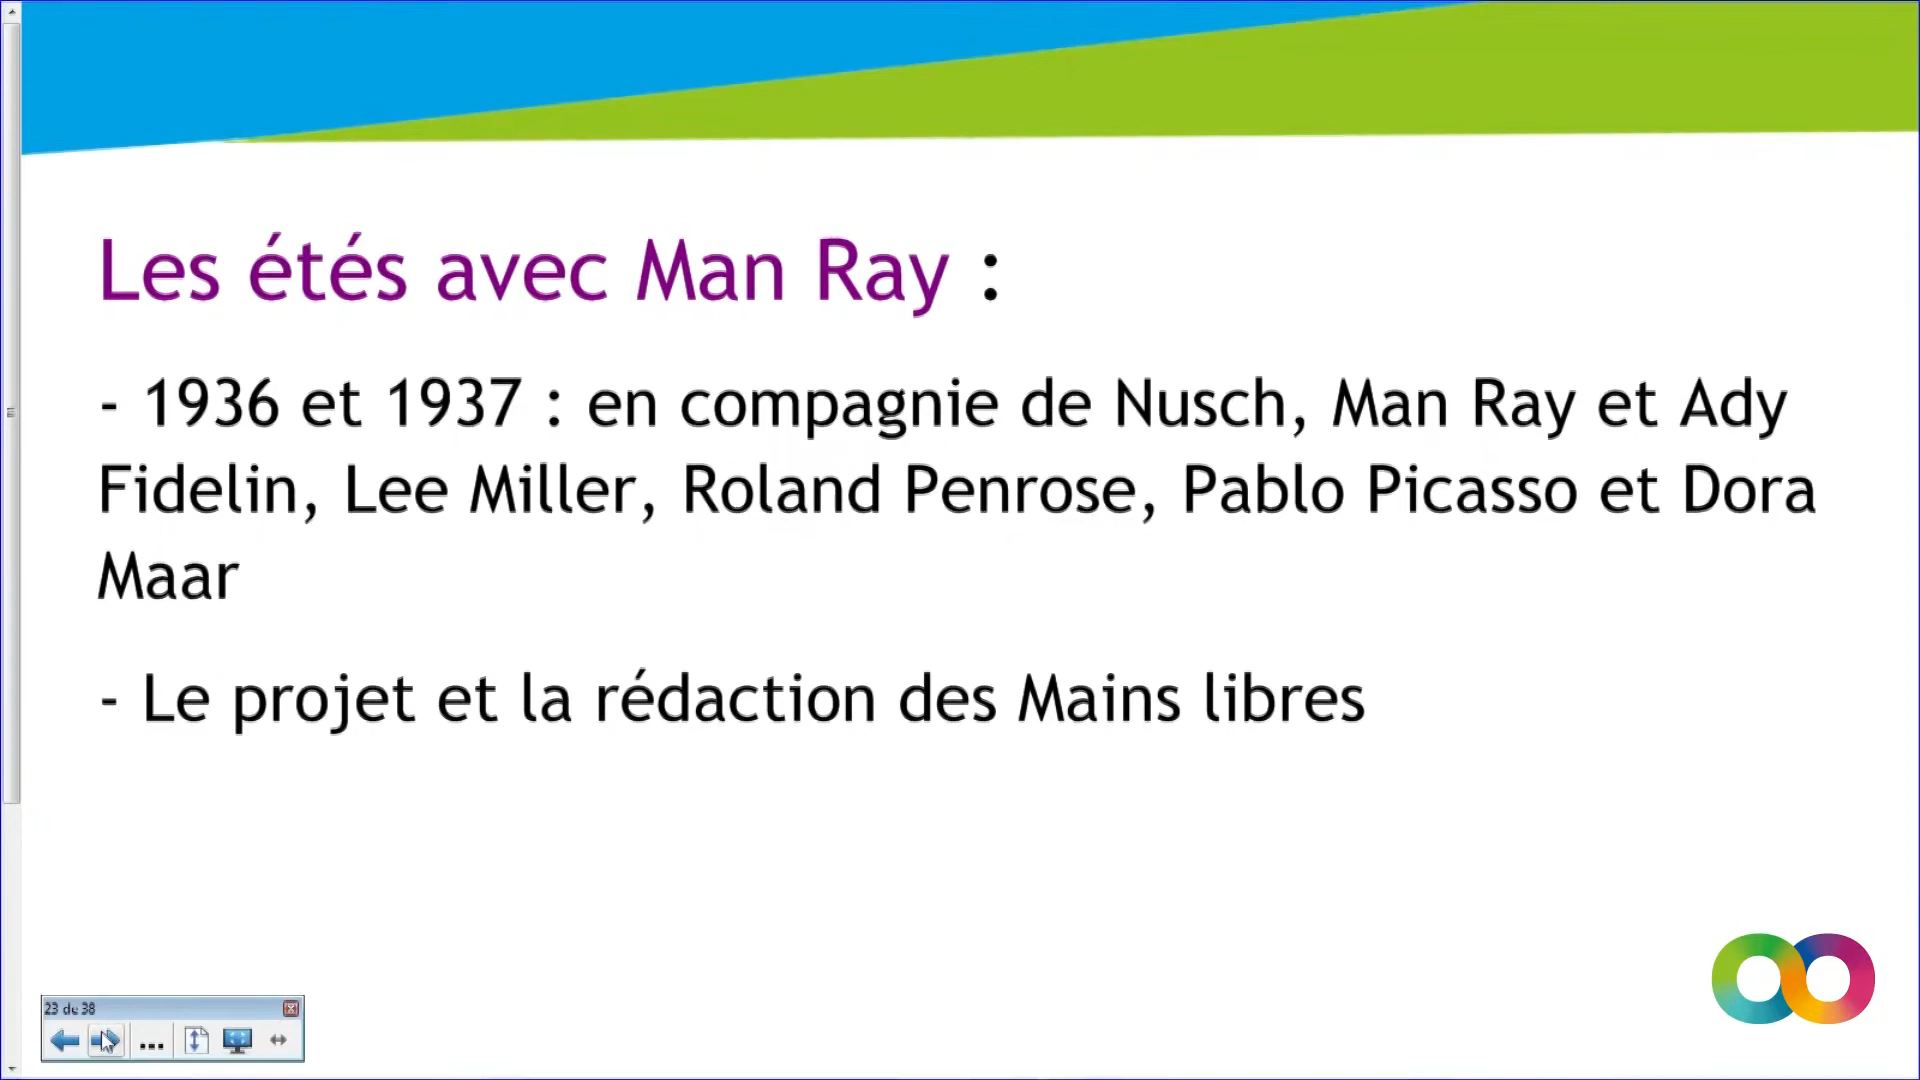 Les étés avec Man Ray :
- 1936 et 1937 : en compagnie de Nusch, Man Ray et Ady
Fidelin, Lee Miller, Roland Penrose, Pablo Picasso et Dora
Maar
- Le projet et la rédaction des Mains libres
23 de 38
...